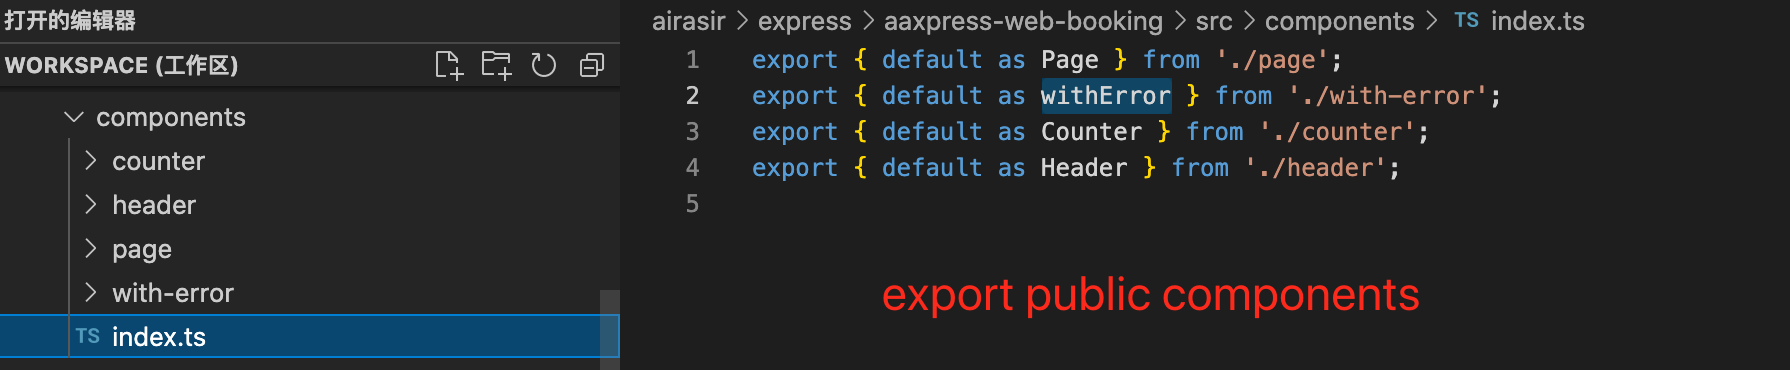 打开的编辑器
WORKSPACE (工作区)
components
counter
header
page
with-error
TS index.ts
airasir > express > aaxpress-web-booking > src > components > TS index.ts
1 export { default as Page } from './page';
2 export { default as withError } from './with-error';
3 export { default as Counter } from './counter';
4 export { default as Header } from './header';
5
export public components